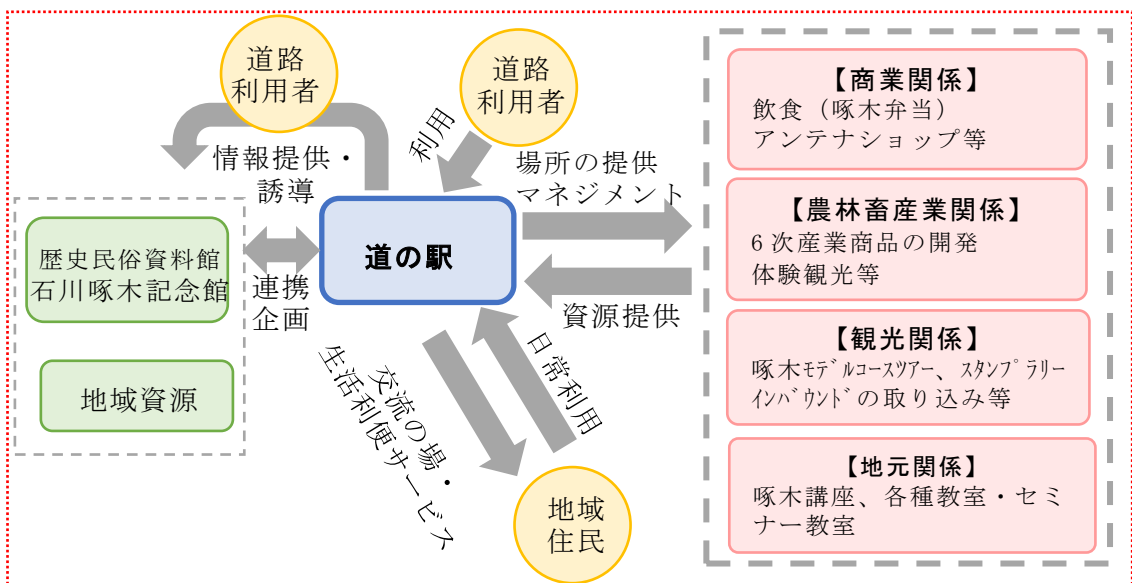 道路
利用者
道路
利用者
情報提供・
誘導
利用
場所の提供
マネジメント
歴史民俗資料館
石川啄木記念館
地域資源
連携
企画
道の駅
資源提供
交流の場・
生活利便サービス
日常利用
地域
住民
【商業関係】
飲食（啄木弁当）
アンテナショップ等
【農林畜産業関係】
6次産業商品の開発
体験観光等
【観光関係】
啄木ﾓﾃﾞﾙコースﾂｱｰ、ｽﾀﾝﾌﾟラリー
ｲﾝﾊﾞｳﾝﾄﾞの取り込み等
【地元関係】
啄木講座、各種教室・セミ
ナー教室